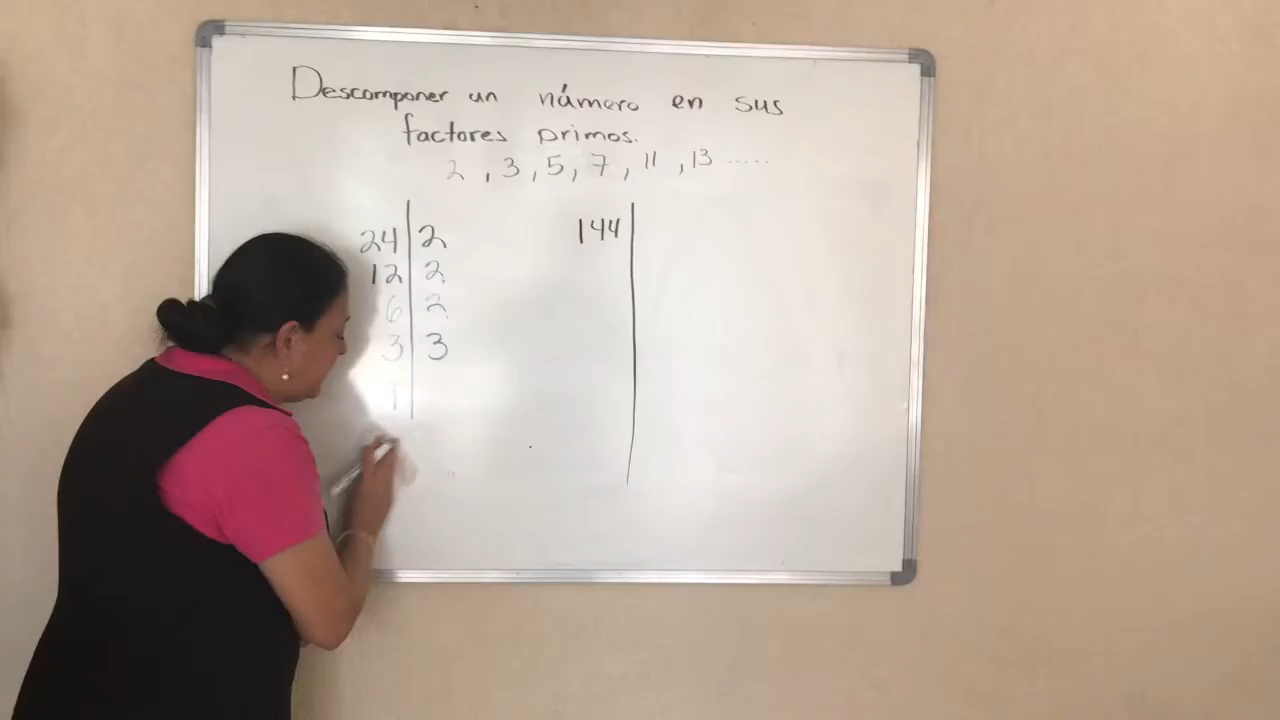 Descomponer un número en sus
factores primos.
2, 3, 5, 7, 11, 13 .....
24 | 2
12 | 2
6 | 2
3 | 3
1
144